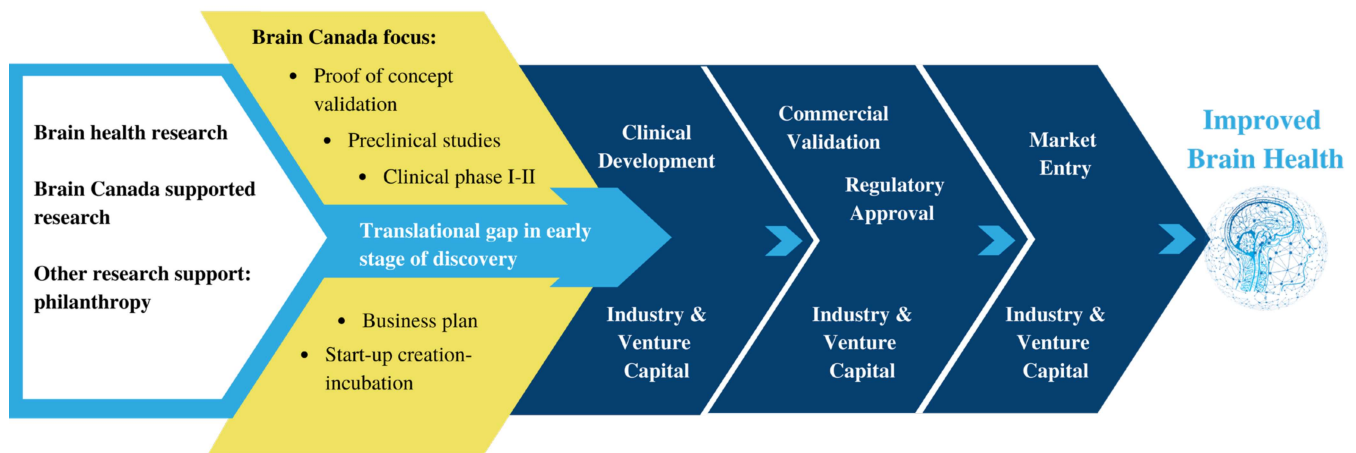 Brain health research
Brain Canada supported
research
Other research support:
philanthropy
Brain Canada focus:
• Proof of concept
validation
• Preclinical studies
• Clinical phase I-II
Translational gap in early
stage of discovery
• Business plan
• Start-up creation-
incubation
Clinical
Development
Industry &
Venture
Capital
Commercial
Validation
Regulatory
Approval
Industry &
Venture
Capital
Market
Entry
Industry &
Venture
Capital
Improved
Brain Health